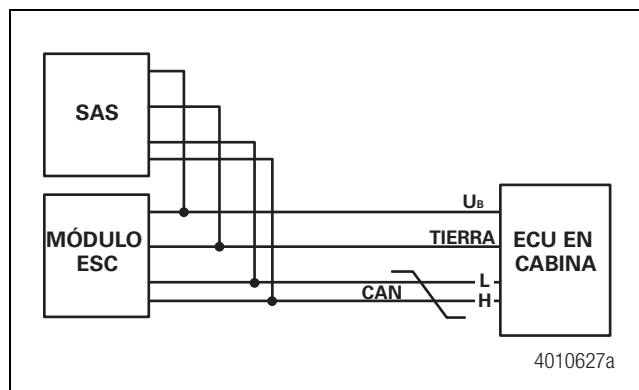 SAS
MÓDULO
ESC
UB
TIERRA
CAN
L
H
ECU EN
CABINA
4010627a